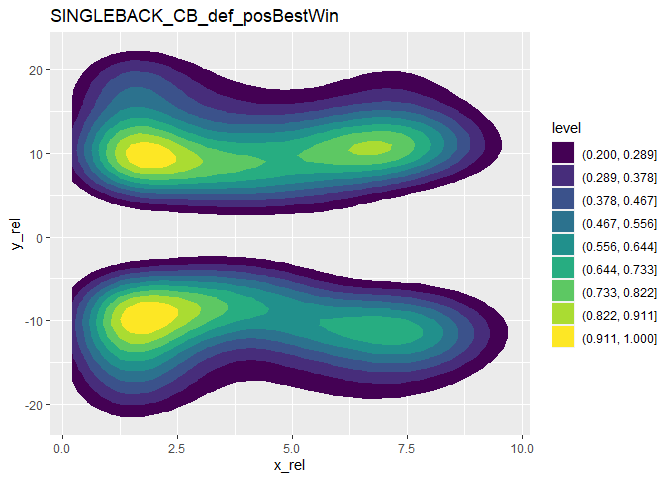 SINGLEBACK_CB_def_posBestWin
20
10
0
-10
-20
y_rel
0.0 2.5 5.0 7.5 10.0
x_rel
level
(0.200, 0.289]
(0.289, 0.378]
(0.378, 0.467]
(0.467, 0.556]
(0.556, 0.644]
(0.644, 0.733]
(0.733, 0.822]
(0.822, 0.911]
(0.911, 1.000]